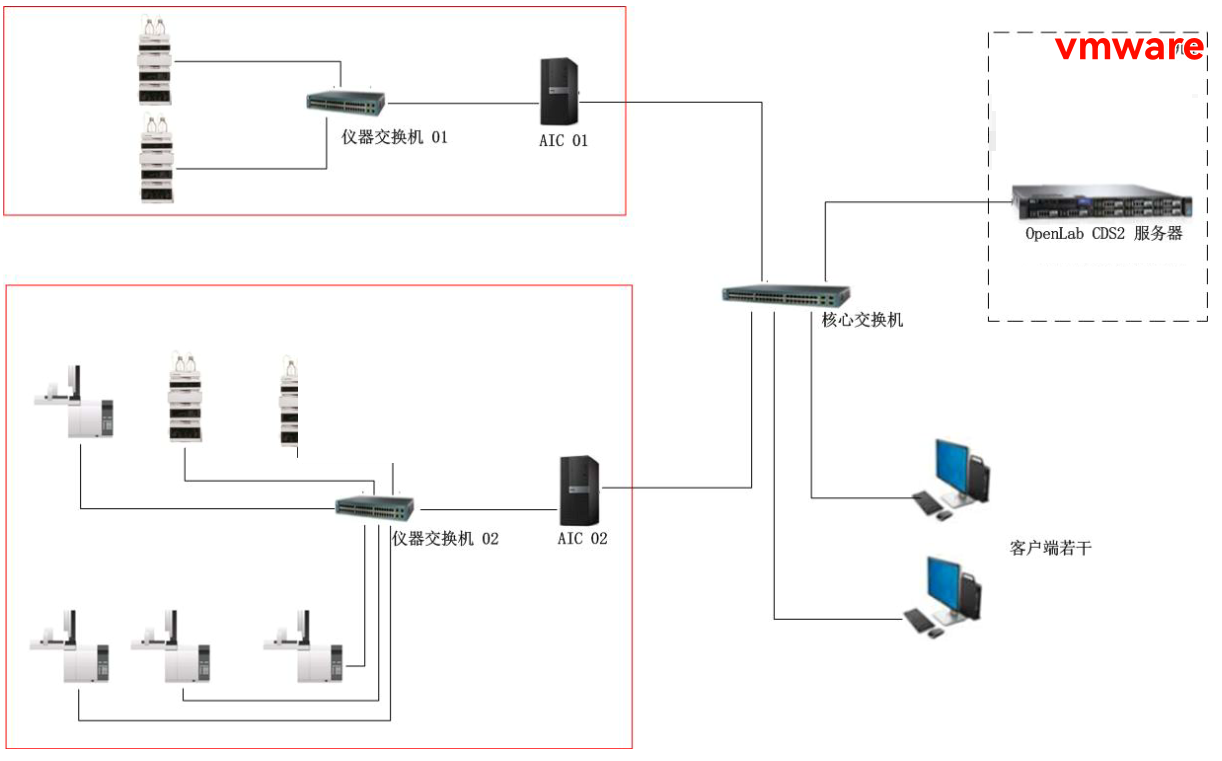 vmware
仪器交换机 01
AIC 01
OpenLab CDS2 服务器
核心交换机
仪器交换机 02
AIC 02
客户端若干